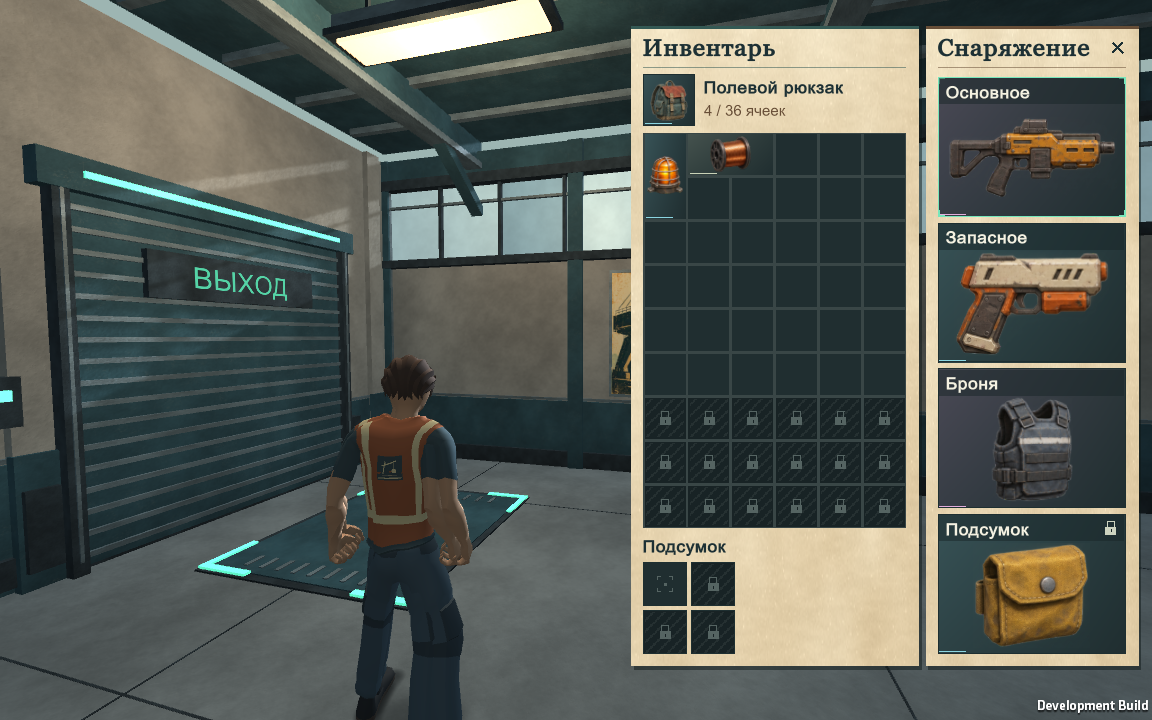 ВЫХОД
Инвентарь
Полевой рюкзак
4 / 36 ячеек
Подсумок
Снаряжение
Основное
Запасное
Броня
Подсумок
Development Build